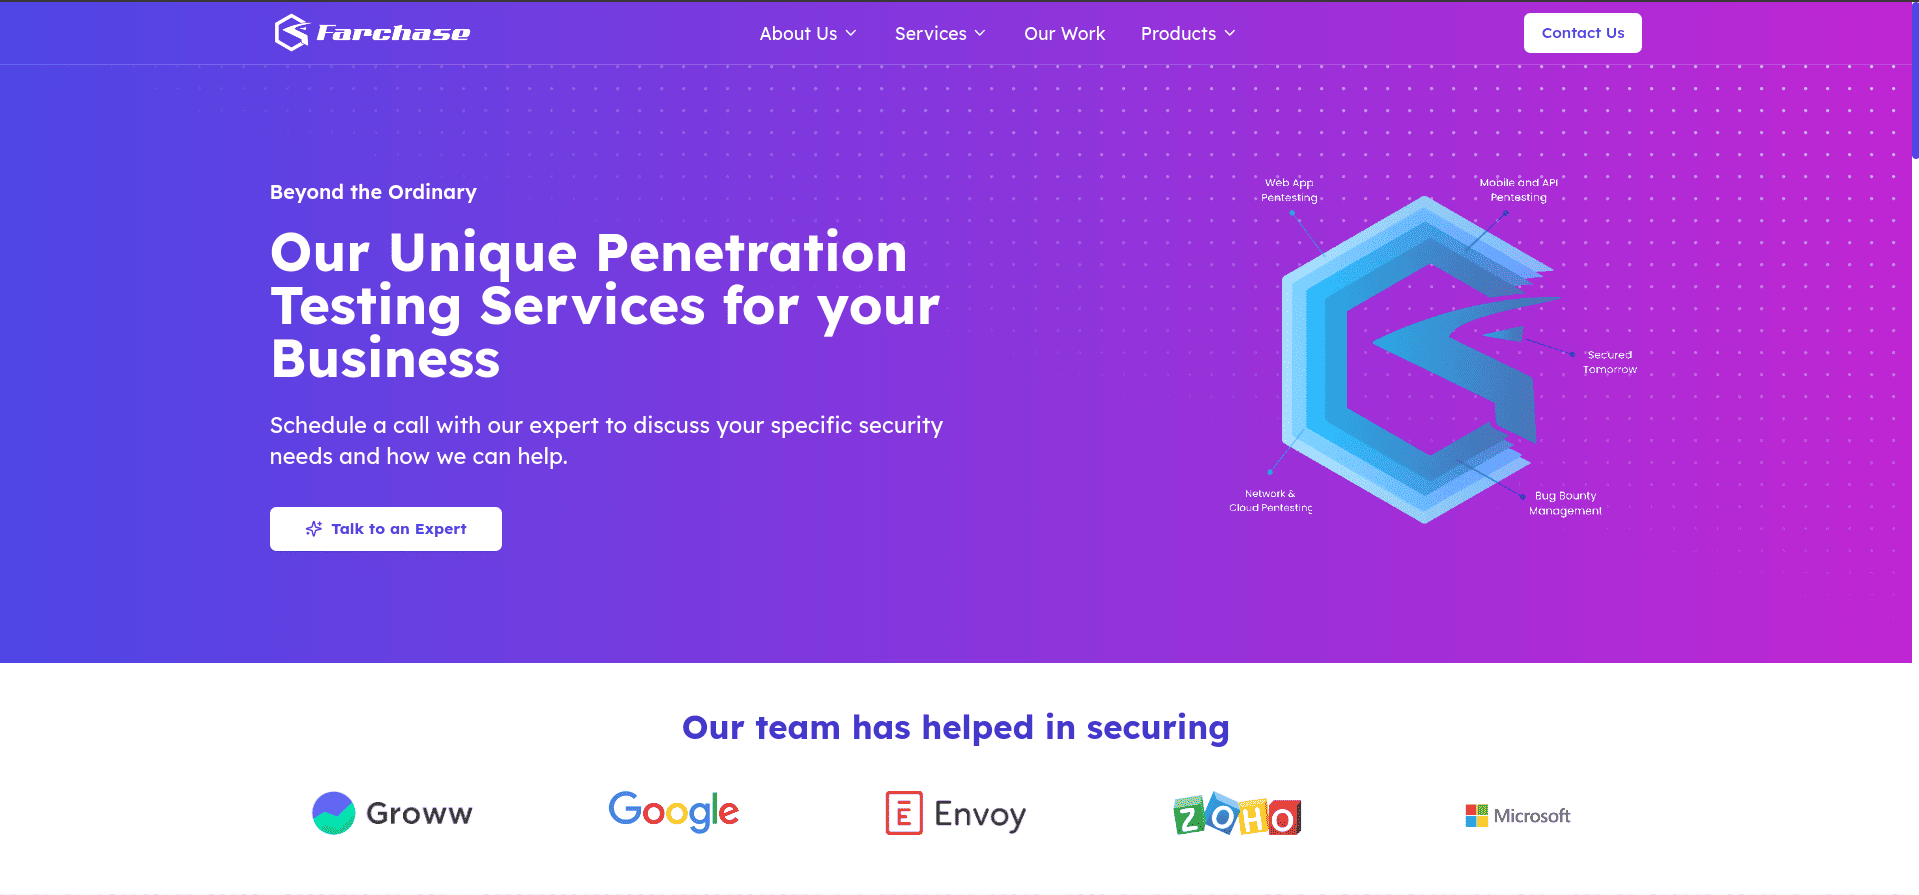 Farchase
About Us
Services
Our Work
Products
Contact Us
Beyond the Ordinary
Our Unique Penetration
Testing Services for your
Business
Schedule a call with our expert to discuss your specific security
needs and how we can help.
Talk to an Expert
Web App
Pentesting
Mobile and API
Pentesting
Secured
Tomorrow
Network &
Cloud Pentesting
Bug Bounty
Management
Our team has helped in securing
Groww
Google
Envoy
ZOHO
Microsoft